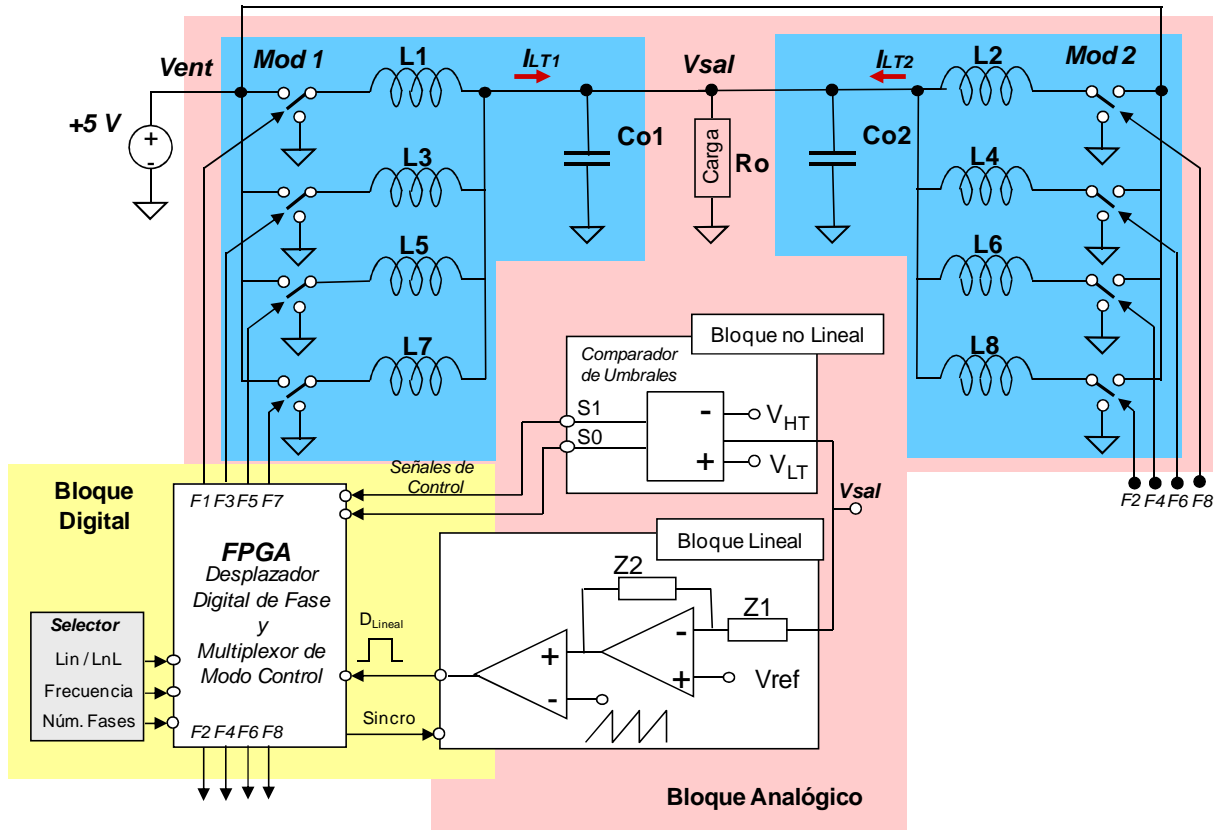 Vent
Mod 1
L1
ILT1
Vsal
ILT2
L2
Mod 2
+5 V
+
-
Co1
Carga
Ro
Co2
L3
L4
L5
L6
L7
L8
Bloque no Lineal
Comparador
de Umbrales
S1
S0
-
+
VHT
VLT
Señales de
Control
Vsal
Bloque
Digital
F1 F3 F5 F7
F2 F4 F6 F8
FPGA
Desplazador
Digital de Fase
y
Multiplexor de
Modo Control
Selector
Lin / LnL
Frecuencia
Núm. Fases
DLineal
Sincro
F2 F4 F6 F8
Bloque Lineal
Z2
Z1
-
+
Vref
+
-
Bloque Analógico